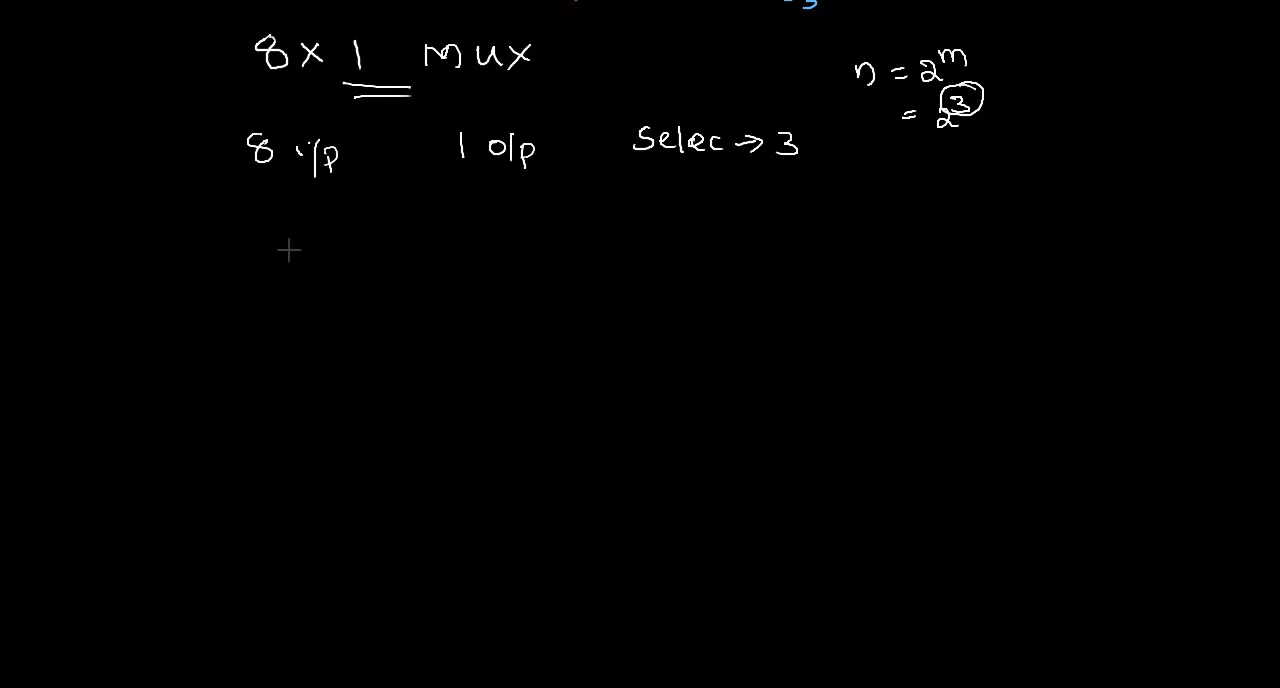 8 x 1 mux
n = 2^m
= 2^3
8 i/p 1 o/p Selec → 3